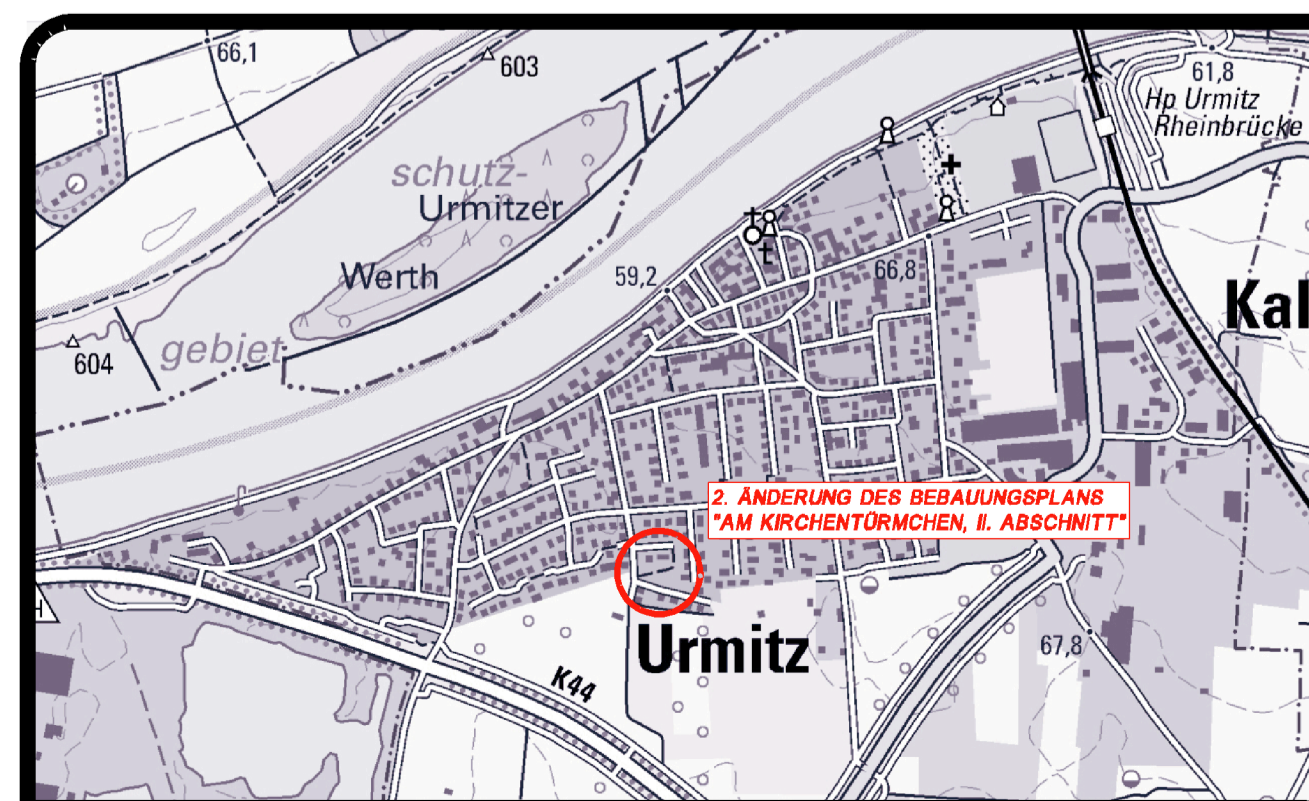 66,1
603
61,8
Hp Urmitz
Rheinbrücke
schutz-
Urmitzer
Werth
59,2
66,8
Kal
604
gebiet
2. ÄNDERUNG DES BEBAUUNGSPLANS
"AM KIRCHENTÜRMCHEN, II. ABSCHNITT"
H
Urmitz
67,8
K44